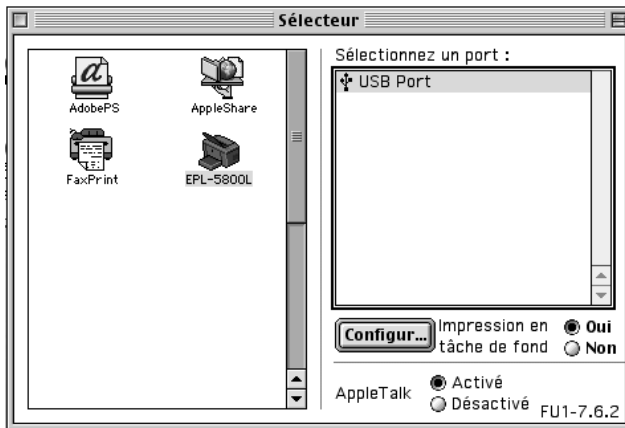 Sélecteur
AdobePS
AppleShare
FaxPrint
EPL-5800L
Sélectionnez un port :
USB Port
Configur...
Impression en
tâche de fond
Oui
Non
AppleTalk
Activé
Désactivé
FU1-7.6.2